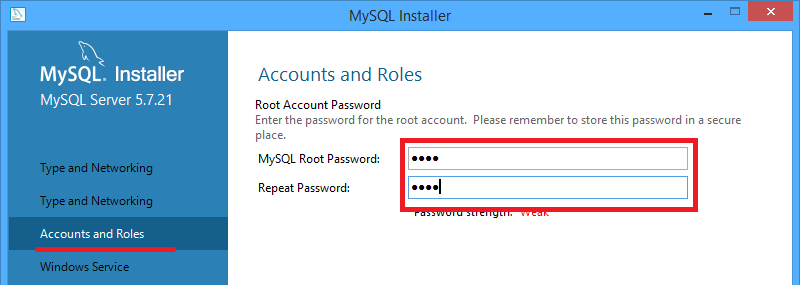 MySQL Installer
MySQL. Installer
MySQL Server 5.7.21
Type and Networking
Type and Networking
Accounts and Roles
Windows Service
Accounts and Roles
Root Account Password
Enter the password for the root account. Please remember to store this password in a secure
place.
MySQL Root Password: ••••
Repeat Password: ••••
Password strength: Weak